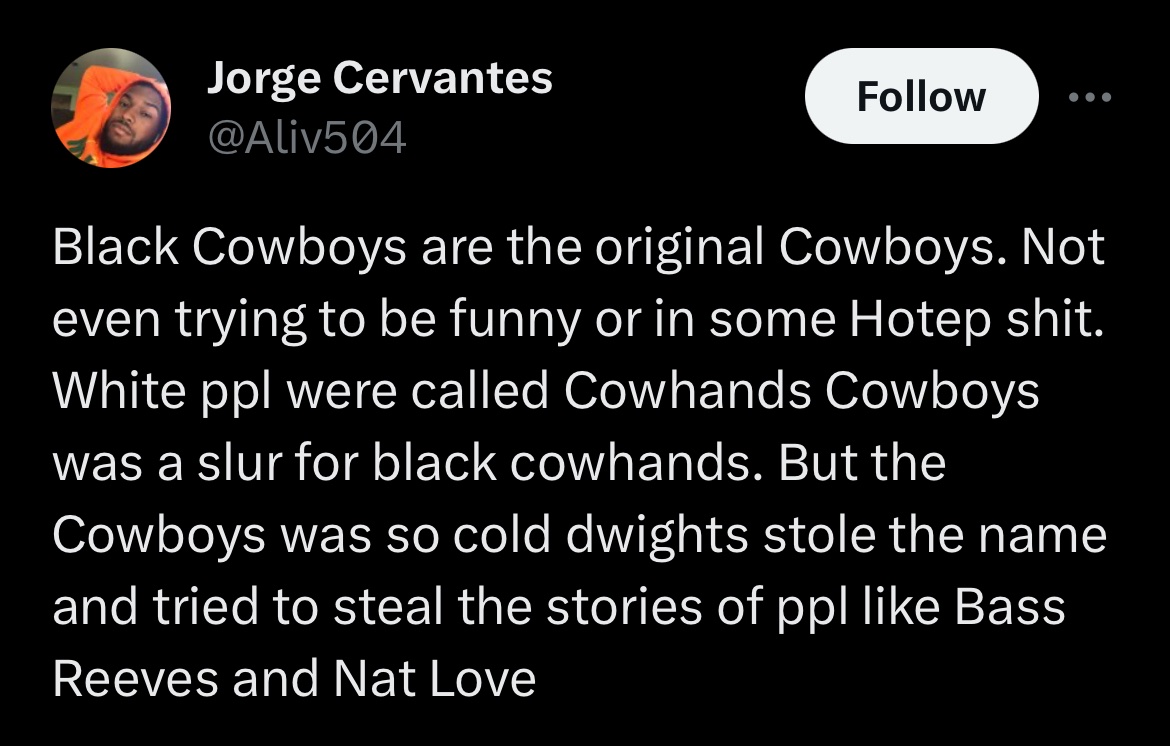 Jorge Cervantes
Follow
@Aliv504
Black Cowboys are the original Cowboys. Not
even trying to be funny or in some Hotep shit.
White ppl were called Cowhands Cowboys
was a slur for black cowhands. But the
Cowboys was so cold dwights stole the name
and tried to steal the stories of ppl like Bass
Reeves and Nat Love